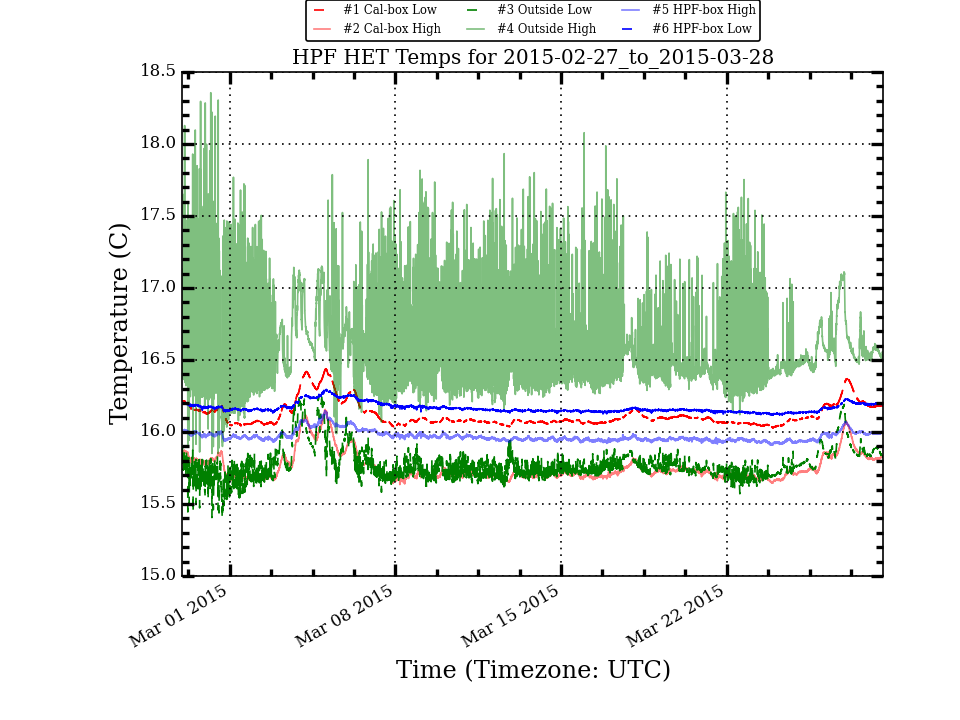 #1 Cal-box Low #3 Outside Low #5 HPF-box High
#2 Cal-box High #4 Outside High #6 HPF-box Low
HPF HET Temps for 2015-02-27_to_2015-03-28
18.5
18.0
17.5
17.0
16.5
16.0
15.5
15.0
Temperature (C)
Mar 01 2015 Mar 08 2015 Mar 15 2015 Mar 22 2015
Time (Timezone: UTC)